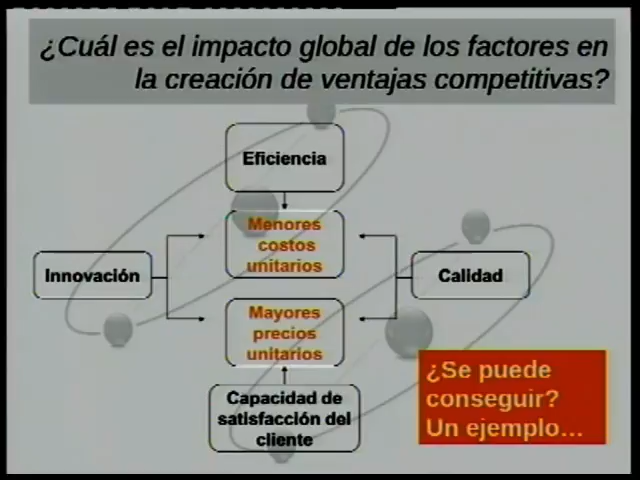 ¿Cuál es el impacto global de los factores en
la creación de ventajas competitivas?
Eficiencia
Menores
costos
unitarios
Innovación
Calidad
Mayores
precios
unitarios
Capacidad de
satisfacción del
cliente
¿Se puede
conseguir?
Un ejemplo…